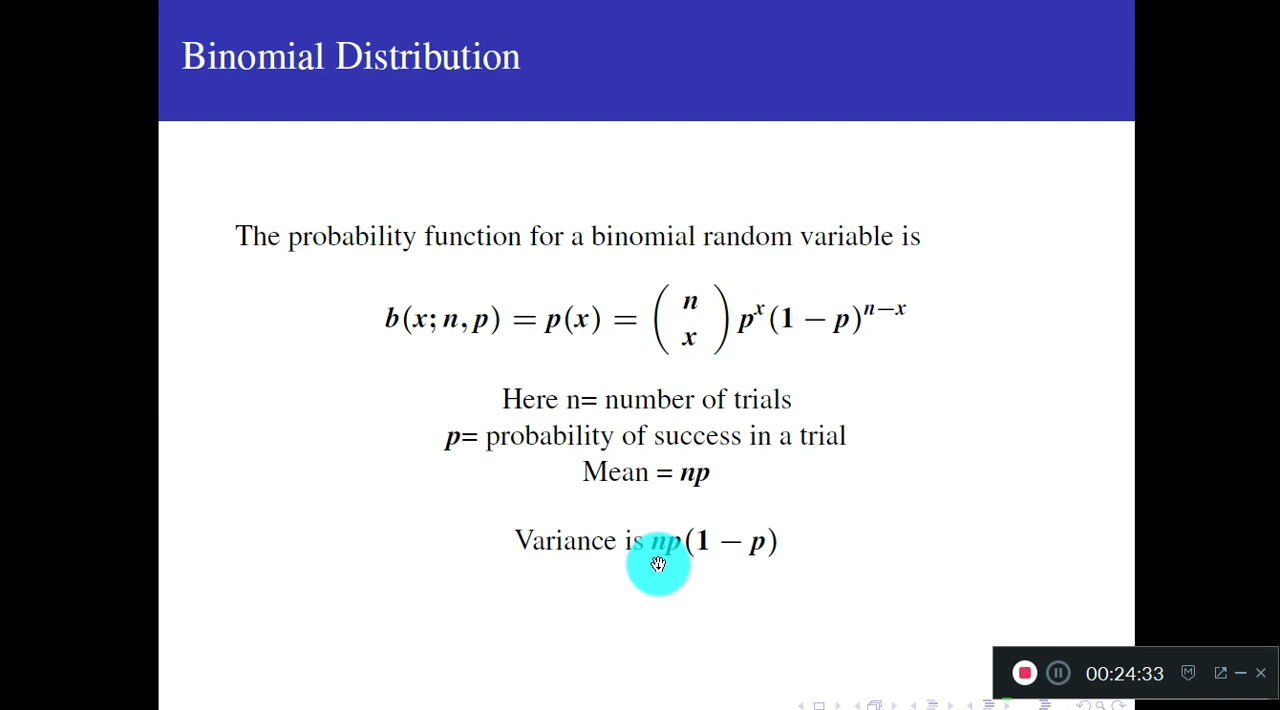 Binomial Distribution
The probability function for a binomial random variable is
b(x; n, p) = p(x) = ( n x ) p^x (1 − p)^{n−x}
Here n= number of trials
p= probability of success in a trial
Mean = np
Variance is np(1 − p)
00:24:33